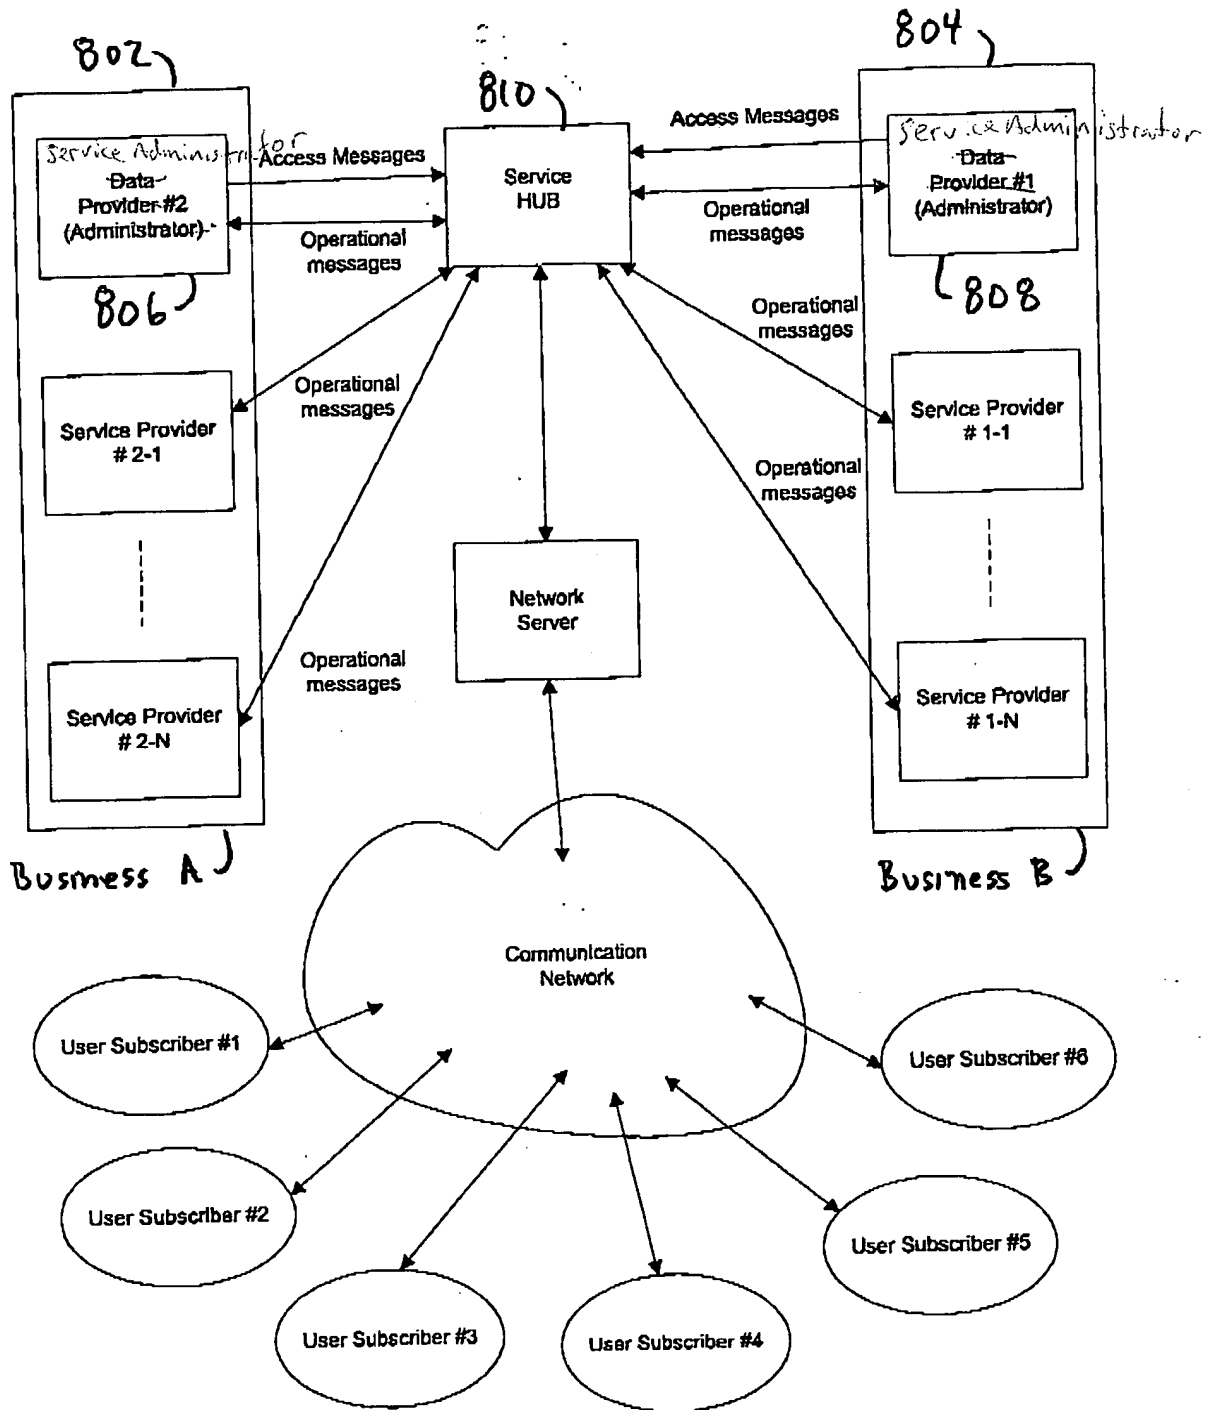 802
804
810
Service Administrator
Data
Provider #2
(Administrator)
806
Access Messages
Operational
messages
Service
HUB
Access Messages
Operational
messages
Service Administrator
Data
Provider #1
(Administrator)
808
Operational
messages
Operational
messages
Service Provider
# 2-1
Service Provider
# 1-1
Operational
messages
Network
Server
Operational
messages
Service Provider
# 2-N
Service Provider
# 1-N
Business A
Business B
Communication
Network
User Subscriber #1
User Subscriber #6
User Subscriber #2
User Subscriber #5
User Subscriber #3
User Subscriber #4